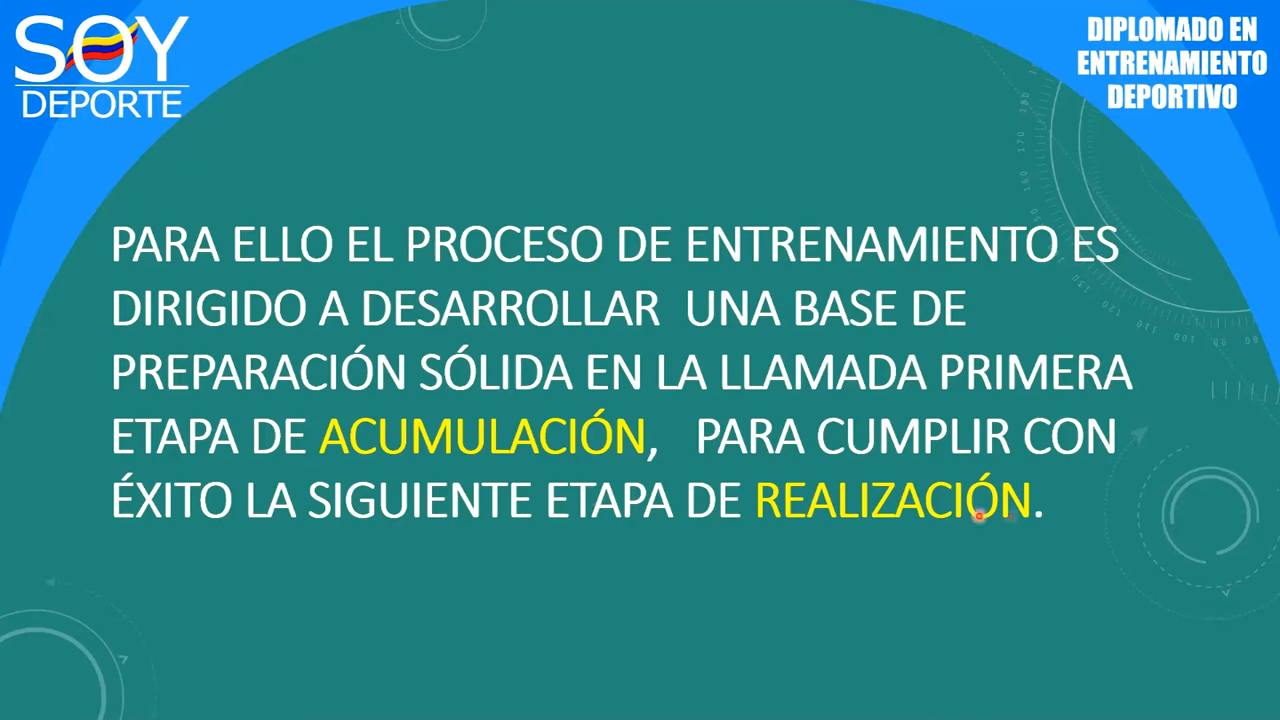 SOY
DEPORTE
DIPLOMADO EN
ENTRENAMIENTO
DEPORTIVO
PARA ELLO EL PROCESO DE ENTRENAMIENTO ES
DIRIGIDO A DESARROLLAR UNA BASE DE
PREPARACIÓN SÓLIDA EN LA LLAMADA PRIMERA
ETAPA DE ACUMULACIÓN, PARA CUMPLIR CON
ÉXITO LA SIGUIENTE ETAPA DE REALIZACIÓN.